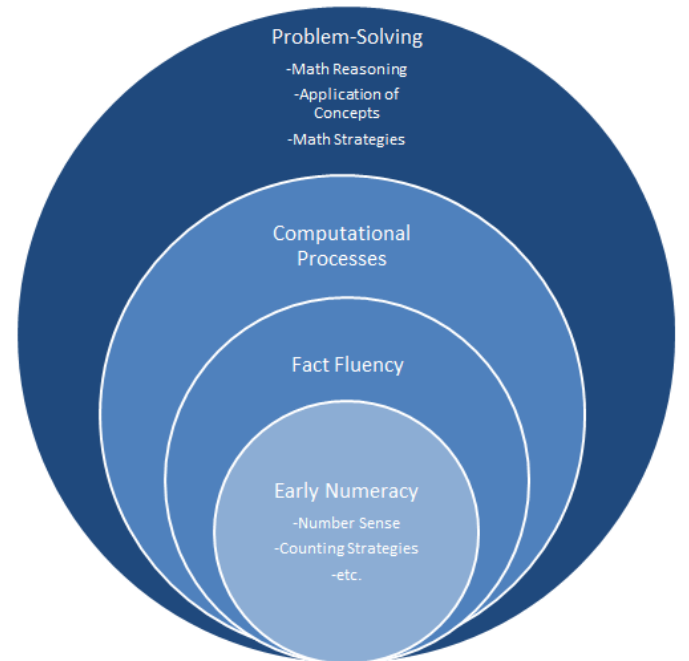 Problem-Solving
-Math Reasoning
-Application of
Concepts
-Math Strategies
Computational
Processes
Fact Fluency
Early Numeracy
-Number Sense
-Counting Strategies
-etc.